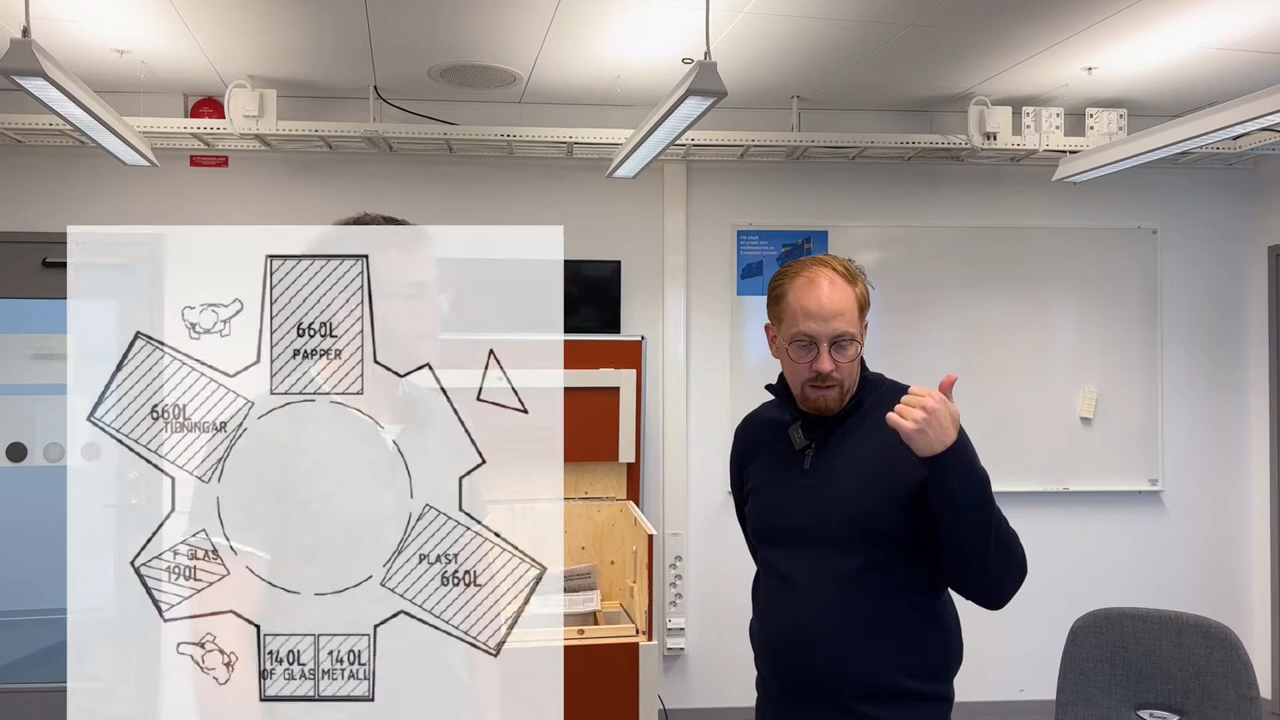 660L
PAPPER
660L
TIDNINGAR
F GLAS
190L
PLAST
660L
140L
OF GLAS
140L
METALL